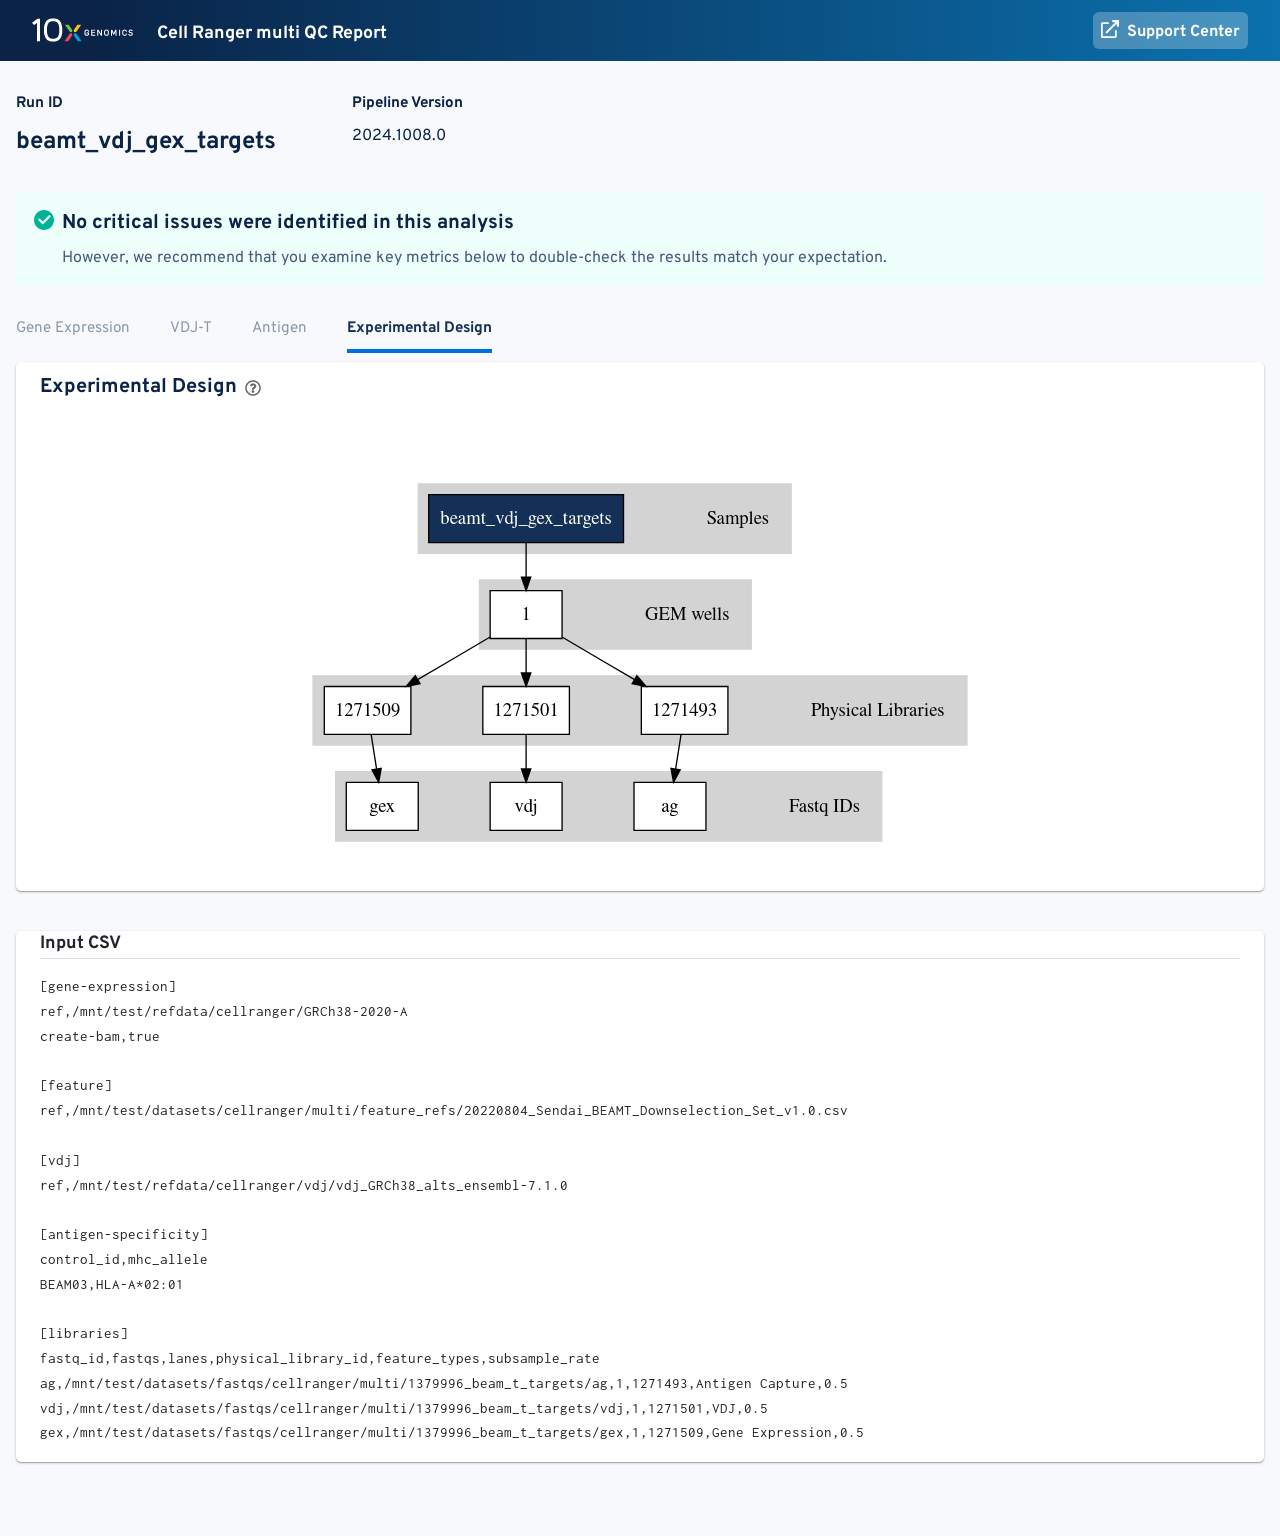 10x GENOMICS Cell Ranger multi QC Report Support Center
Run ID Pipeline Version
beamt_vdj_gex_targets 2024.1008.0
No critical issues were identified in this analysis
However, we recommend that you examine key metrics below to double-check the results match your expectation.
Gene Expression VDJ-T Antigen Experimental Design
Experimental Design ?
beamt_vdj_gex_targets Samples
1 GEM wells
1271509 1271501 1271493 Physical Libraries
gex vdj ag Fastq IDs
Input CSV
[gene-expression]
ref,/mnt/test/refdata/cellranger/GRCh38-2020-A
create-bam,true
[feature]
ref,/mnt/test/datasets/cellranger/multi/feature_refs/20220804_Sendai_BEAMT_Downselection_Set_v1.0.csv
[vdj]
ref,/mnt/test/refdata/cellranger/vdj/vdj_GRCh38_alts_ensembl-7.1.0
[antigen-specificity]
control_id,mhc_allele
BEAM03,HLA-A*02:01
[libraries]
fastq_id,fastqs,lanes,physical_library_id,feature_types,subsample_rate
ag,/mnt/test/datasets/fastqs/cellranger/multi/1379996_beam_t_targets/ag,1,1271493,Antigen Capture,0.5
vdj,/mnt/test/datasets/fastqs/cellranger/multi/1379996_beam_t_targets/vdj,1,1271501,VDJ,0.5
gex,/mnt/test/datasets/fastqs/cellranger/multi/1379996_beam_t_targets/gex,1,1271509,Gene Expression,0.5